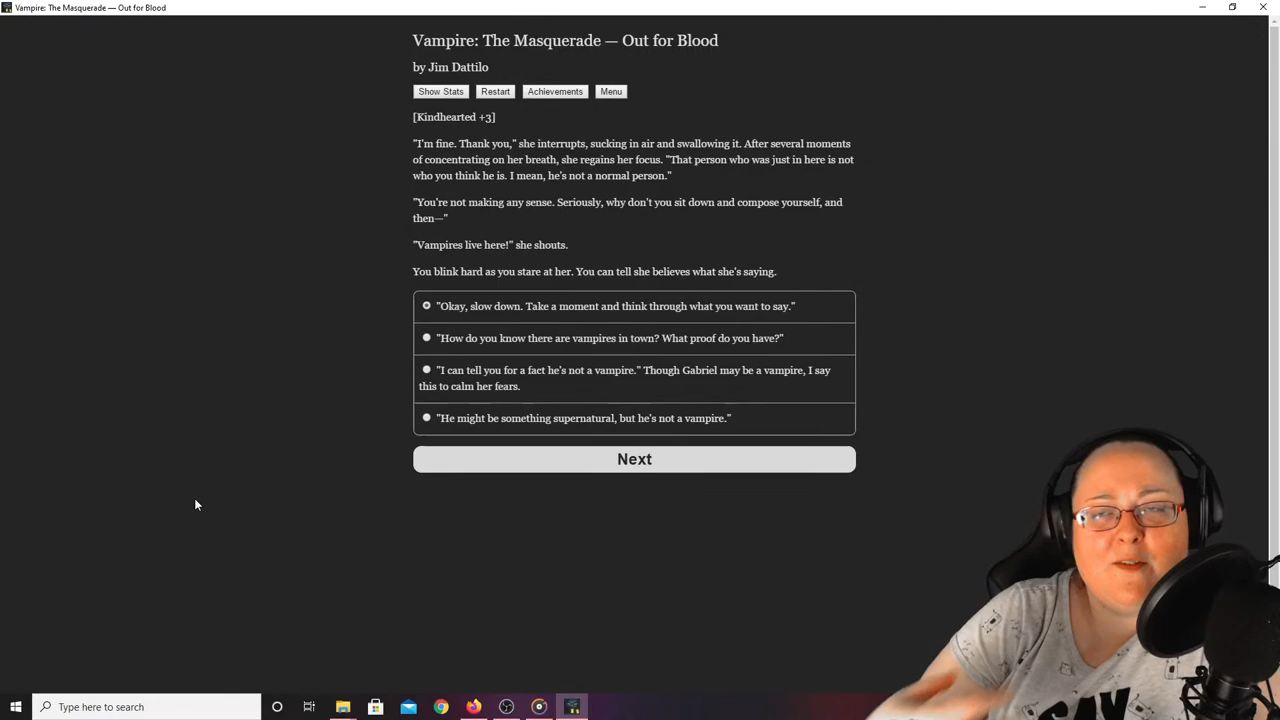 Vampire: The Masquerade — Out for Blood
Vampire: The Masquerade — Out for Blood
by Jim Dattilo
Show Stats Restart Achievements Menu
[Kindhearted +3]
"I'm fine. Thank you," she interrupts, sucking in air and swallowing it. After several moments
of concentrating on her breath, she regains her focus. "That person who was just in here is not
who you think he is. I mean, he's not a normal person."
"You're not making any sense. Seriously, why don't you sit down and compose yourself, and
then—"
"Vampires live here!" she shouts.
You blink hard as you stare at her. You can tell she believes what she's saying.
"Okay, slow down. Take a moment and think through what you want to say."
"How do you know there are vampires in town? What proof do you have?"
"I can tell you for a fact he's not a vampire." Though Gabriel may be a vampire, I say
this to calm her fears.
"He might be something supernatural, but he's not a vampire."
Next
SAY
Type here to search